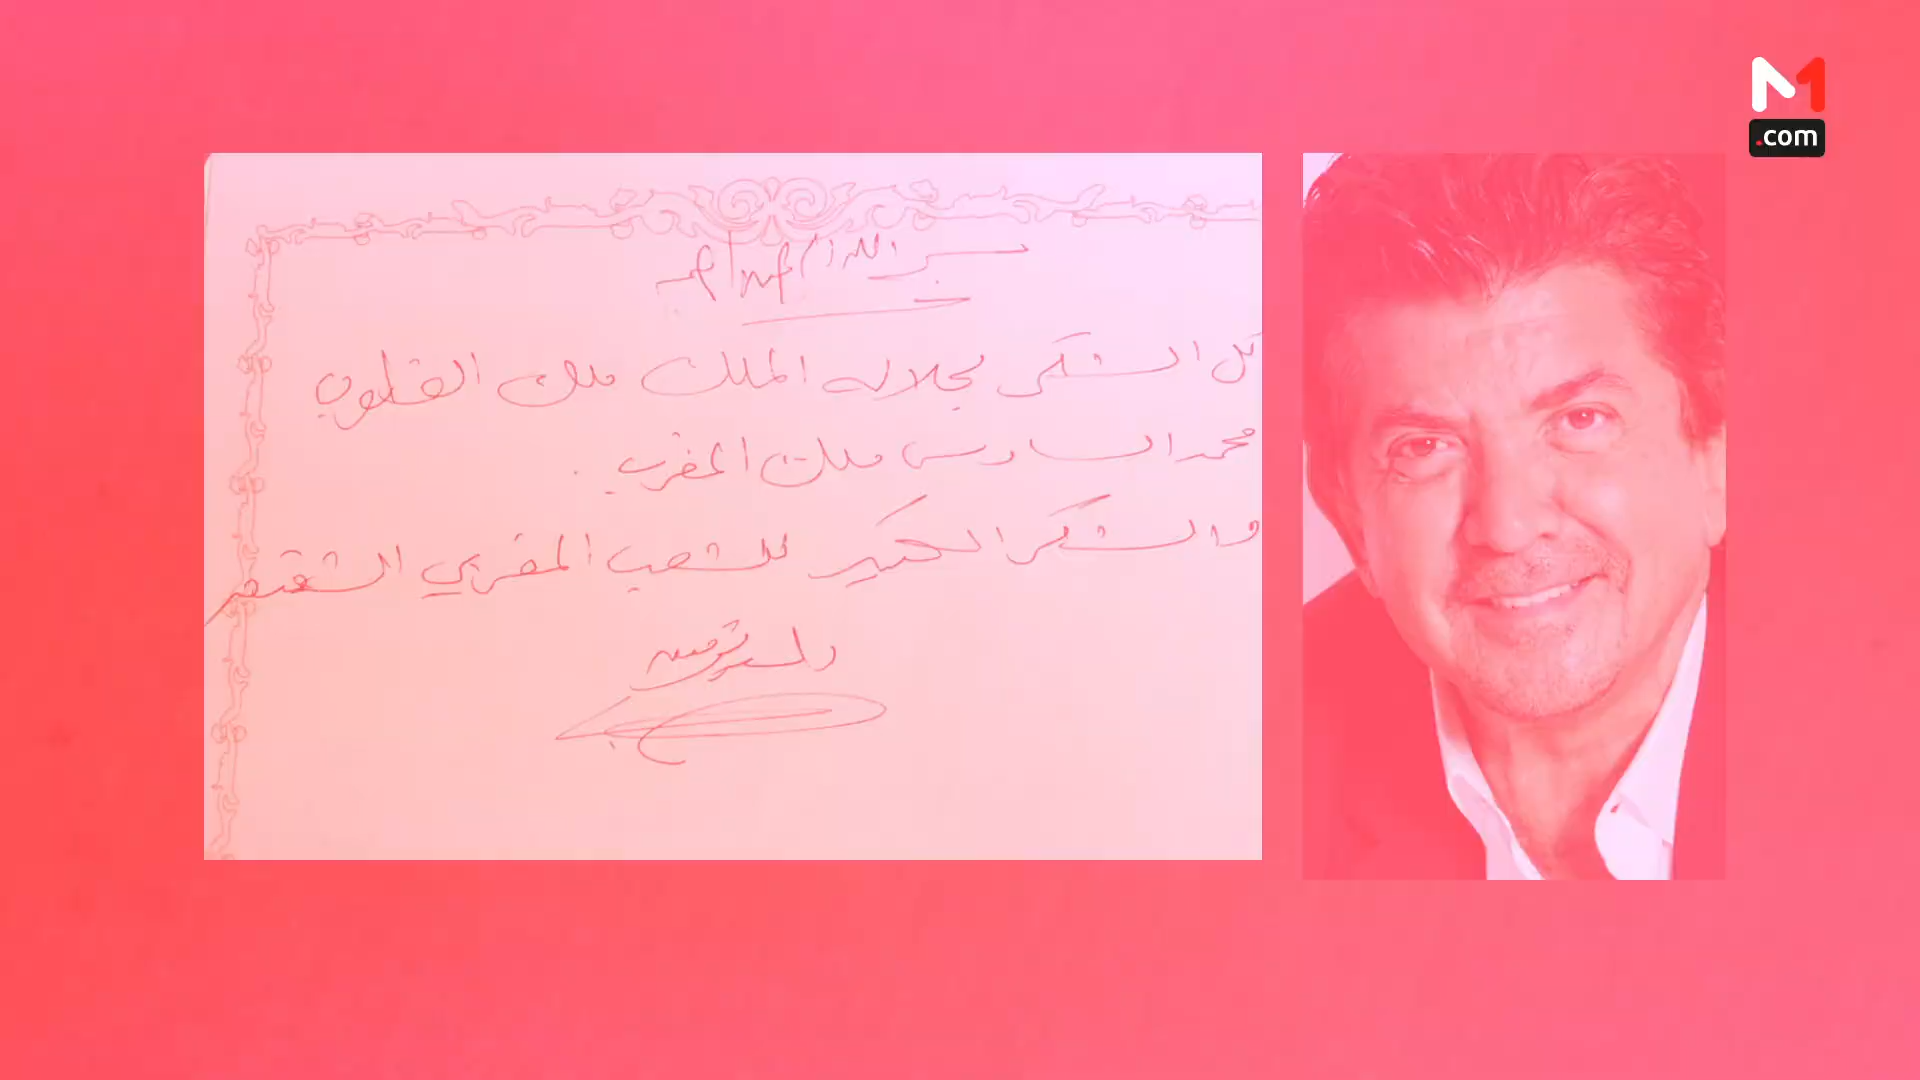 M1
.com
بسم الله الرحمن الرحيم
كل الشكر لجلالة الملك ملك القلوب
محمد السادس ملك المغرب .
والشكر الكبير للشعب المغربي الشقيق
وليد توفيق